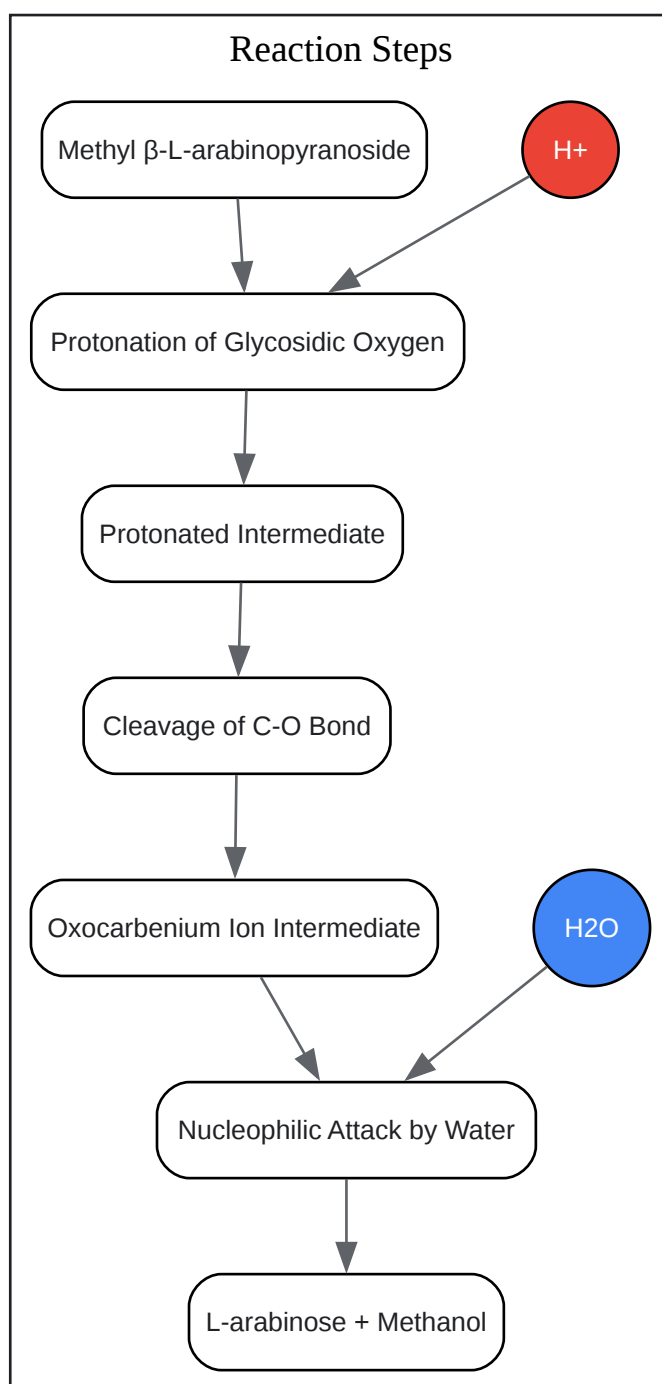 Reaction Steps
Methyl β-L-arabinopyranoside
H+
Protonation of Glycosidic Oxygen
Protonated Intermediate
Cleavage of C-O Bond
Oxocarbenium Ion Intermediate
H2O
Nucleophilic Attack by Water
L-arabinose + Methanol